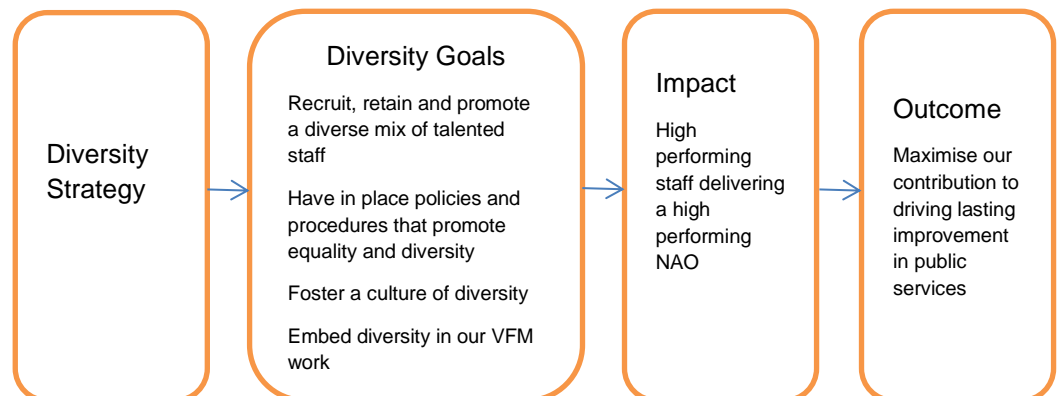 Diversity
Strategy
Diversity Goals
Recruit, retain and promote
a diverse mix of talented
staff
Have in place policies and
procedures that promote
equality and diversity
Foster a culture of diversity
Embed diversity in our VFM
work
Impact
High
performing
staff delivering
a high
performing
NAO
Outcome
Maximise our
contribution to
driving lasting
improvement
in public
services